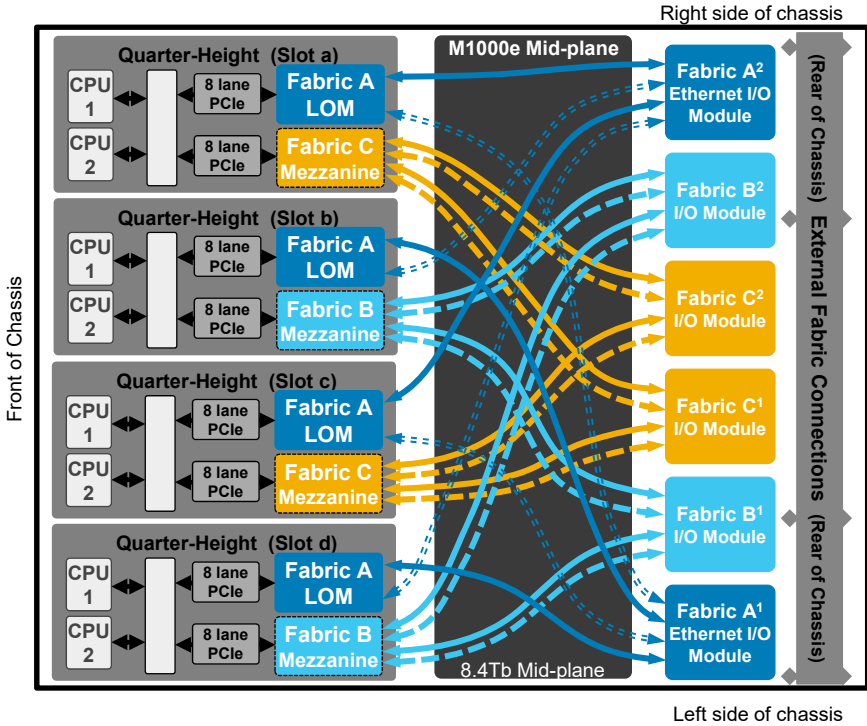 Right side of chassis
Front of Chassis
Quarter-Height (Slot a)
CPU
1
CPU
2
8 lane
PCIe
8 lane
PCIe
Fabric A
LOM
Fabric C
Mezzanine
Quarter-Height (Slot b)
CPU
1
CPU
2
8 lane
PCIe
8 lane
PCIe
Fabric A
LOM
Fabric B
Mezzanine
Quarter-Height (Slot c)
CPU
1
CPU
2
8 lane
PCIe
8 lane
PCIe
Fabric A
LOM
Fabric C
Mezzanine
Quarter-Height (Slot d)
CPU
1
CPU
2
8 lane
PCIe
8 lane
PCIe
Fabric A
LOM
Fabric B
Mezzanine
M1000e Mid-plane
8.4Tb Mid-plane
Fabric A²
Ethernet I/O
Module
Fabric B²
I/O Module
Fabric C²
I/O Module
Fabric C¹
I/O Module
Fabric B¹
I/O Module
Fabric A¹
Ethernet I/O
Module
(Rear of Chassis) External Fabric Connections (Rear of Chassis)
Left side of chassis